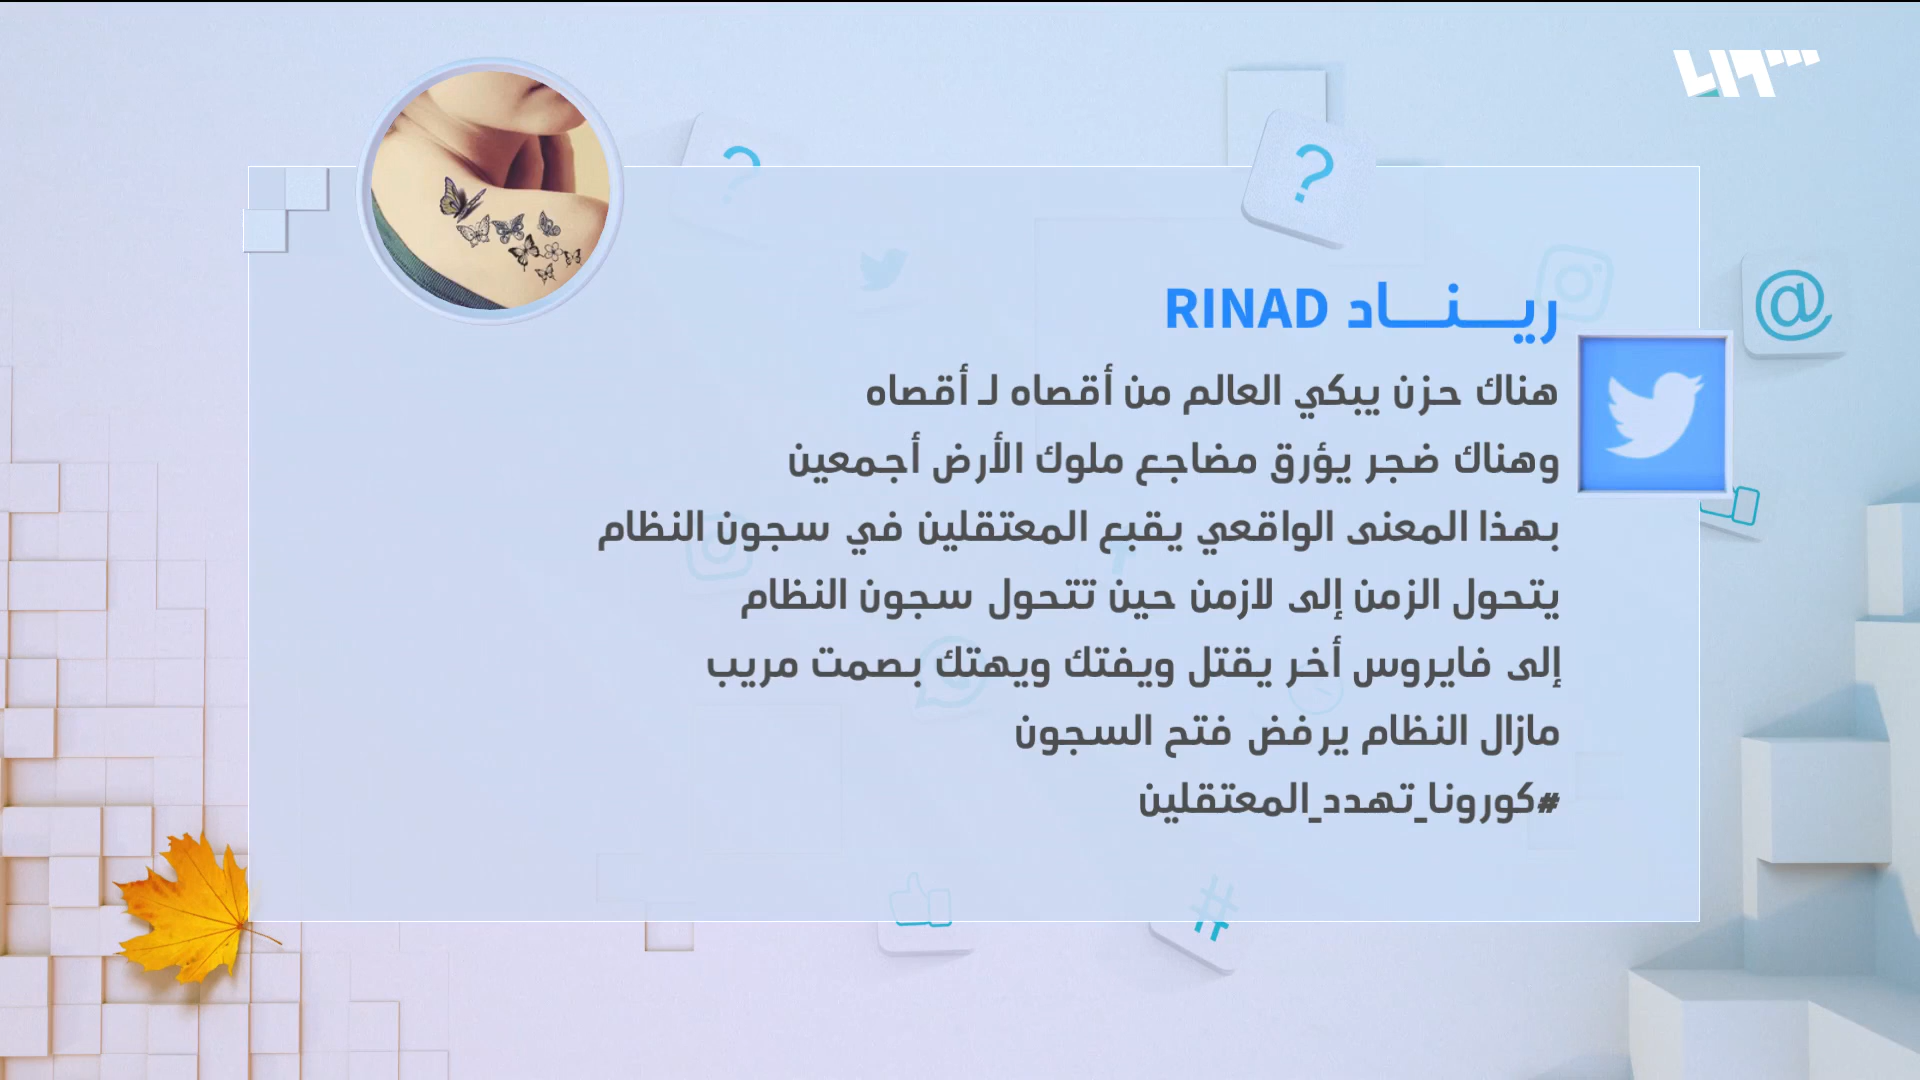 ريـــنـــاد RINAD
هناك حزن يبكي العالم من أقصاه لـ أقصاه
وهناك ضجر يؤرق مضاجع ملوك الأرض أجمعين
بهذا المعنى الواقعي يقبع المعتقلين في سجون النظام
يتحول الزمن إلى لازمن حين تتحول سجون النظام
إلى فايروس أخر يقتل ويفتك ويهتك بصمت مريب
مازال النظام يرفض فتح السجون
#كورونا_تهدد_المعتقلين